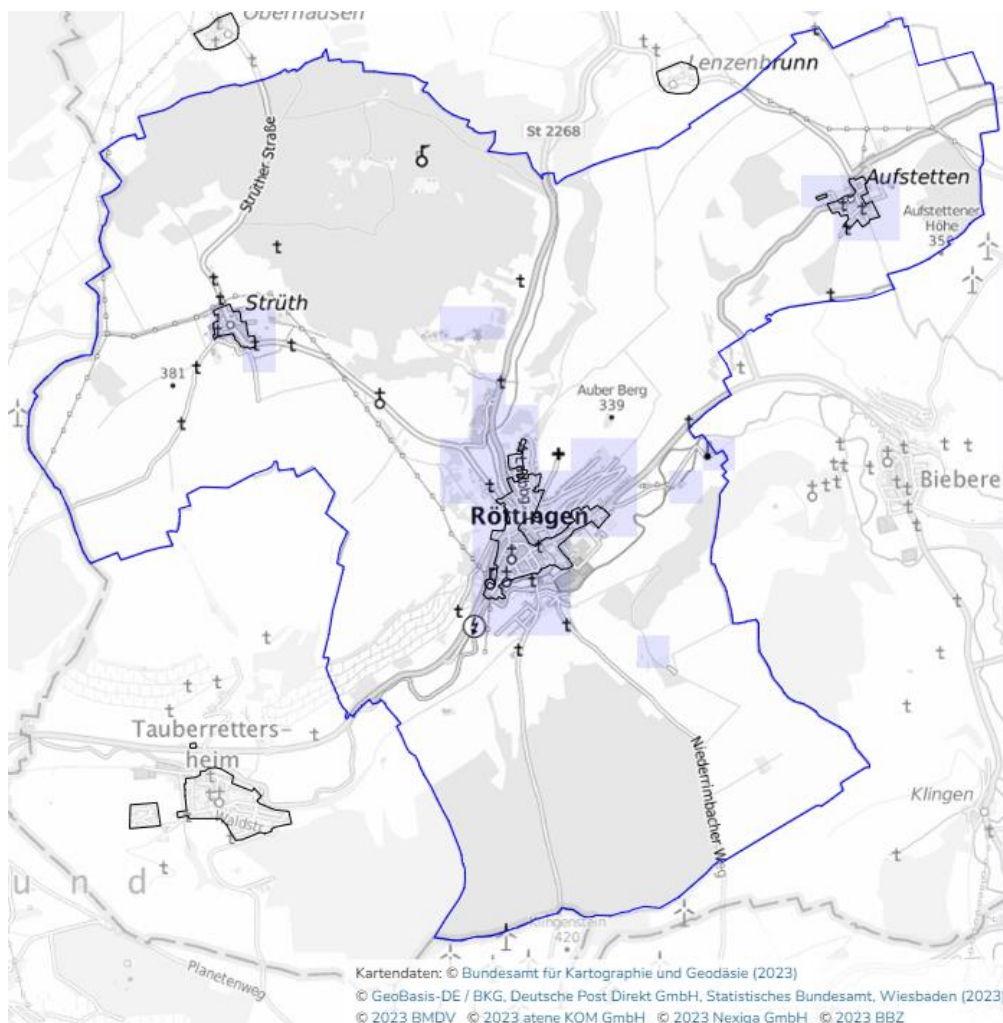 Oberhausen
Lenzenbrunn
St 2268
Strüther Straße
Aufstetten
Aufstettener
Höhe
Strüth
381
Auber Berg
339
Röttingen
Biebere
Tauberretters-
heim
Waldstr.
Niederrimbacher Weg
Klingen
und
Klingenstein
420
Planetenweg
Kartendaten: © Bundesamt für Kartographie und Geodäsie (2023)
© GeoBasis-DE / BKG, Deutsche Post Direkt GmbH, Statistisches Bundesamt, Wiesbaden (2023)
© 2023 BMDV © 2023 atene KOM GmbH © 2023 Nexiga GmbH © 2023 BBZ